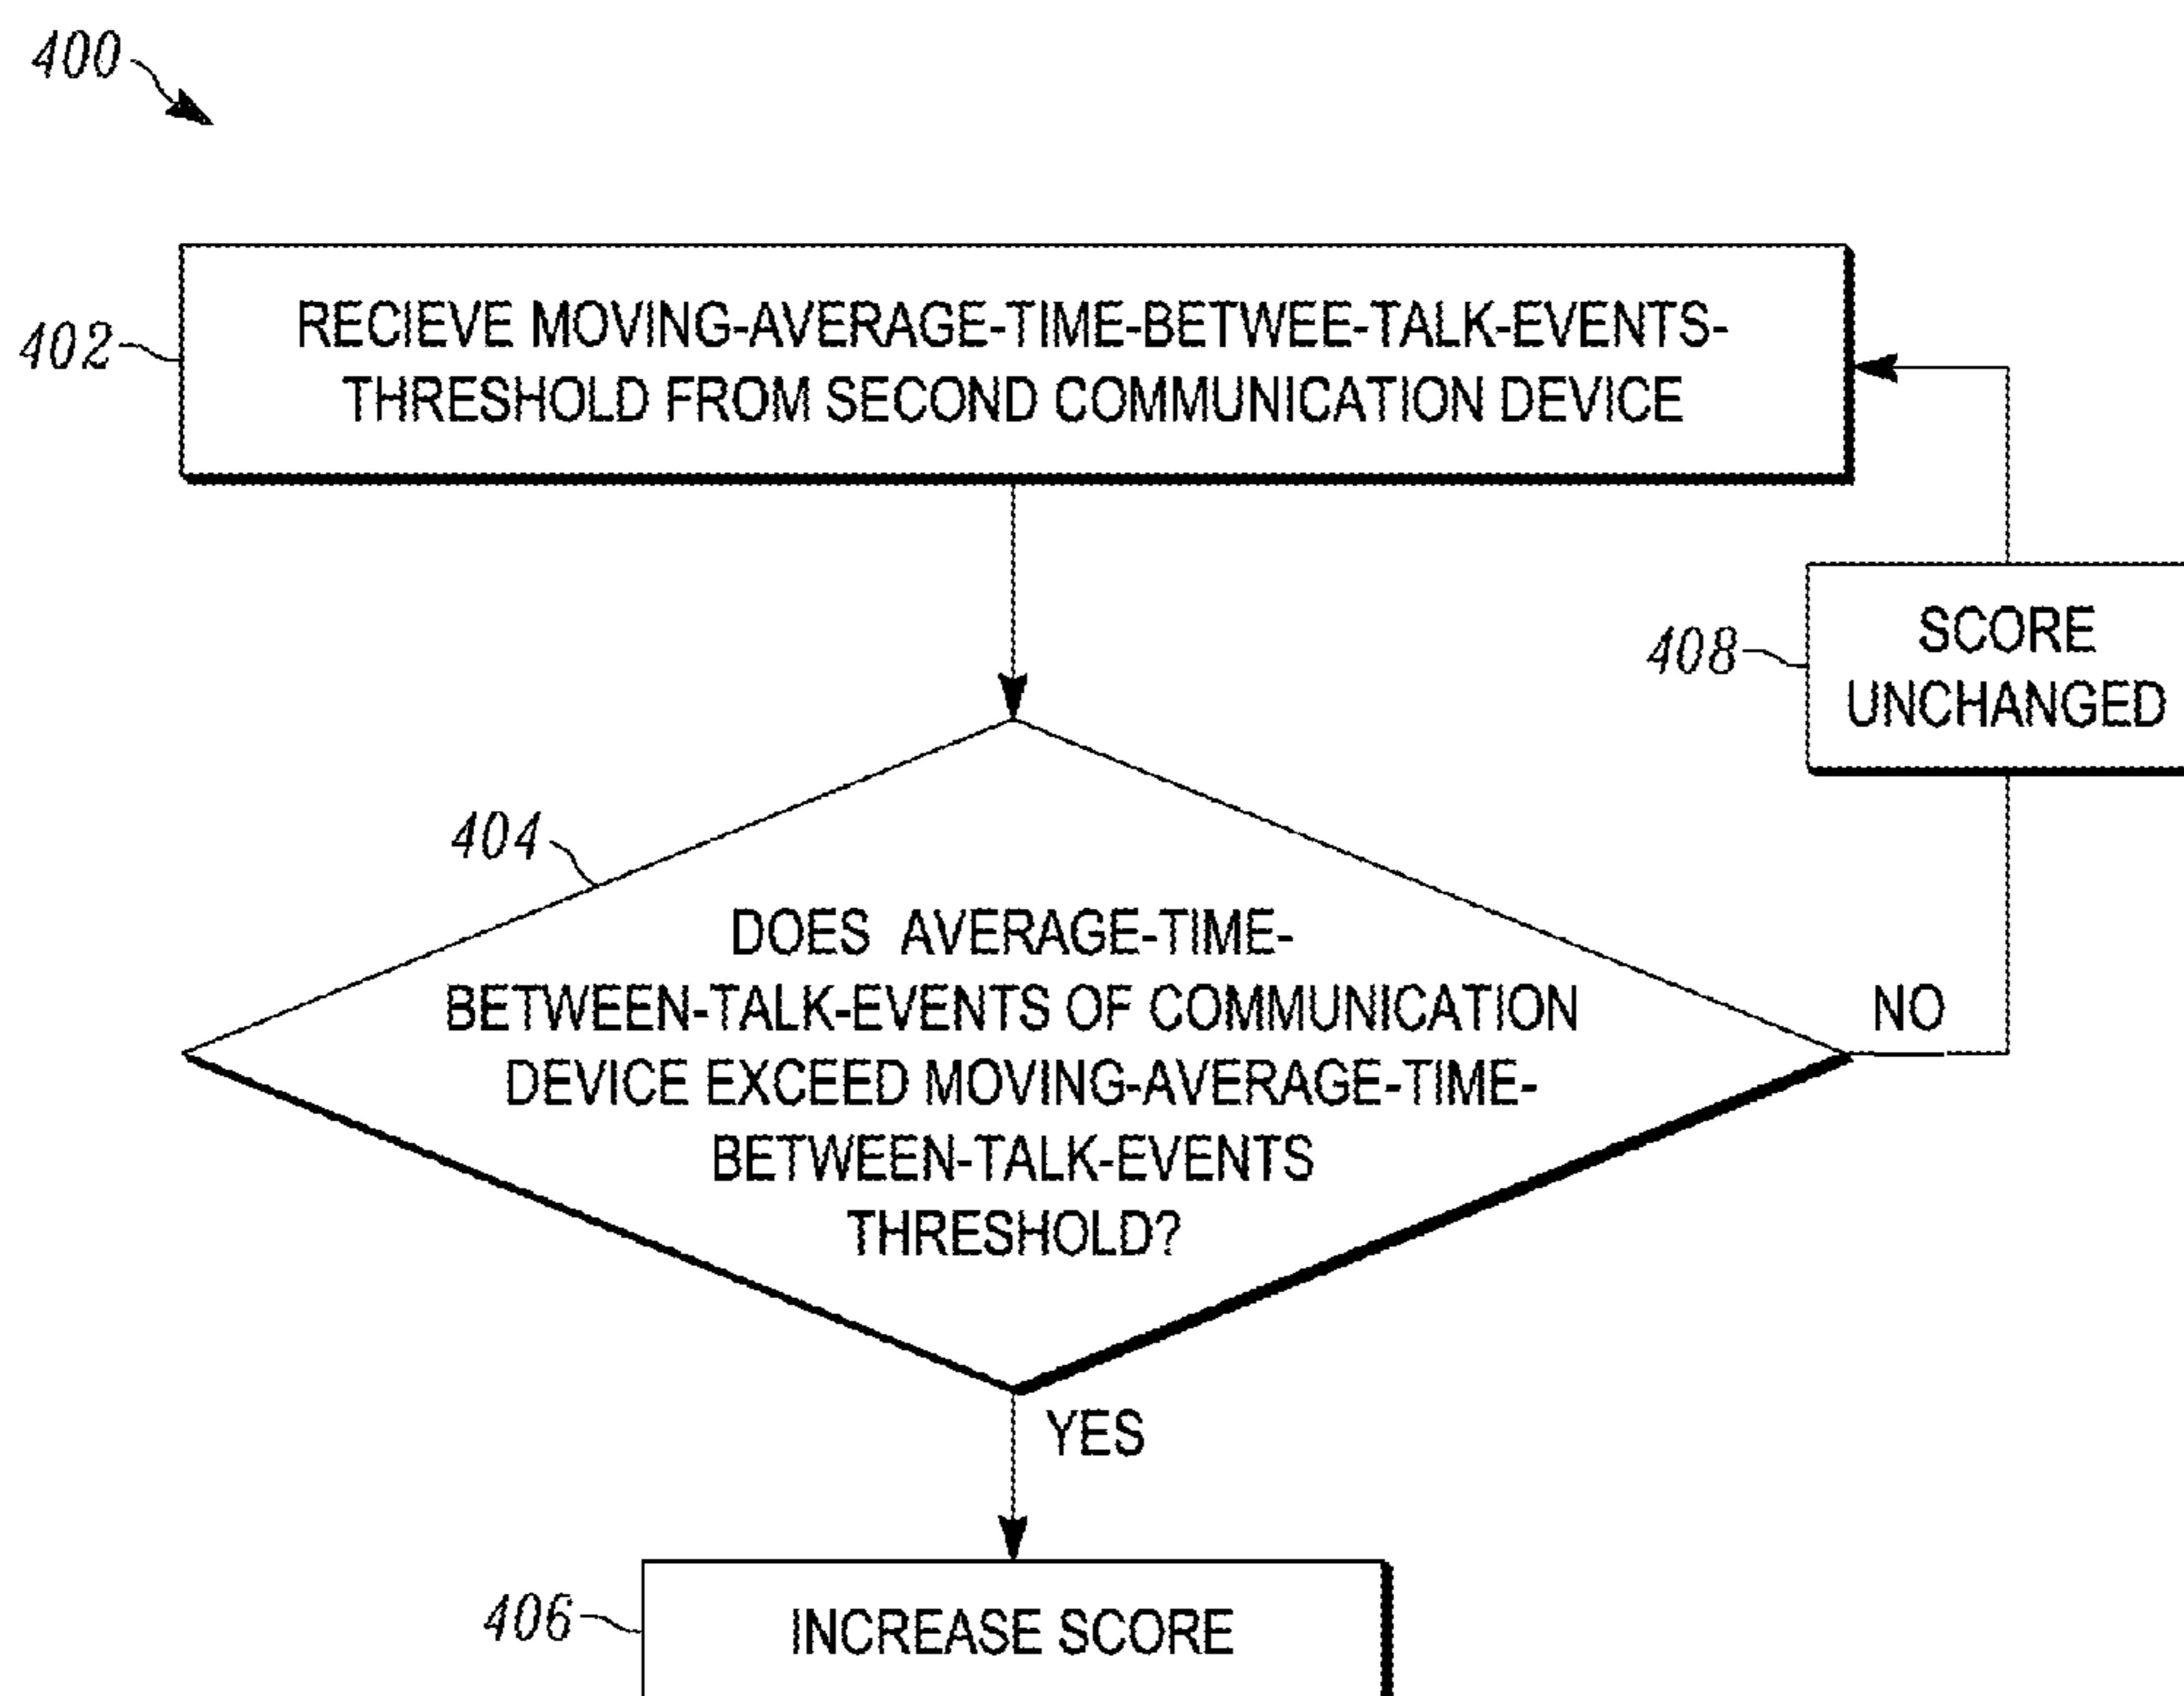 400
402
RECIEVE MOVING-AVERAGE-TIME-BETWEE-TALK-EVENTS-
THRESHOLD FROM SECOND COMMUNICATION DEVICE
408
SCORE
UNCHANGED
404
DOES AVERAGE-TIME-
BETWEEN-TALK-EVENTS OF COMMUNICATION
DEVICE EXCEED MOVING-AVERAGE-TIME-
BETWEEN-TALK-EVENTS
THRESHOLD?
NO
YES
406
INCREASE SCORE